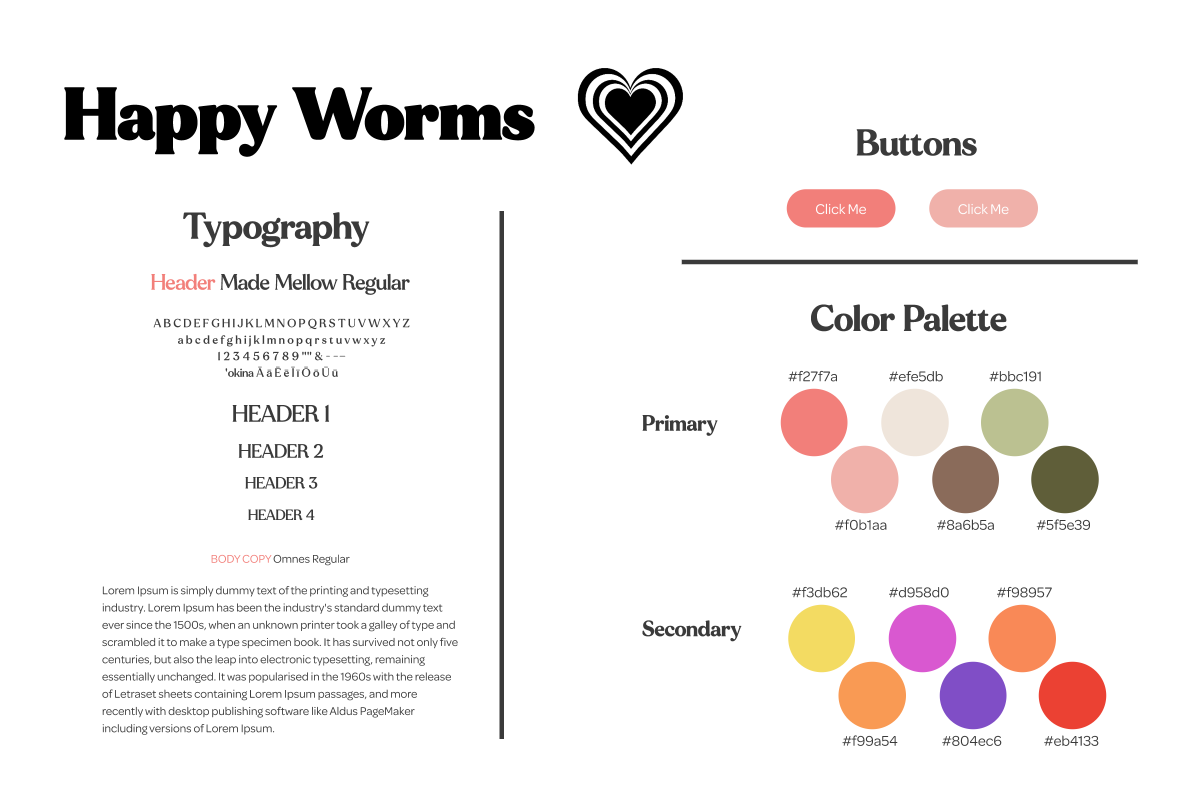 Happy Worms
Typography
Header Made Mellow Regular
A B C D E F G H I J K L M N O P Q R S T U V W X Y Z
a b c d e f g h i j k l m n o p q r s t u v w x y z
1 2 3 4 5 6 7 8 9 "" & - – —
'okina Ā ā Ē ē Ī ī Ō ō Ū ū
HEADER 1
HEADER 2
HEADER 3
HEADER 4
BODY COPY Omnes Regular
Lorem Ipsum is simply dummy text of the printing and typesetting
industry. Lorem Ipsum has been the industry's standard dummy text
ever since the 1500s, when an unknown printer took a galley of type and
scrambled it to make a type specimen book. It has survived not only five
centuries, but also the leap into electronic typesetting, remaining
essentially unchanged. It was popularised in the 1960s with the release
of Letraset sheets containing Lorem Ipsum passages, and more
recently with desktop publishing software like Aldus PageMaker
including versions of Lorem Ipsum.
Buttons
Click Me
Click Me
Color Palette
Primary
#f27f7a
#efe5db
#bbc191
#f0b1aa
#8a6b5a
#5f5e39
Secondary
#f3db62
#d958d0
#f98957
#f99a54
#804ec6
#eb4133